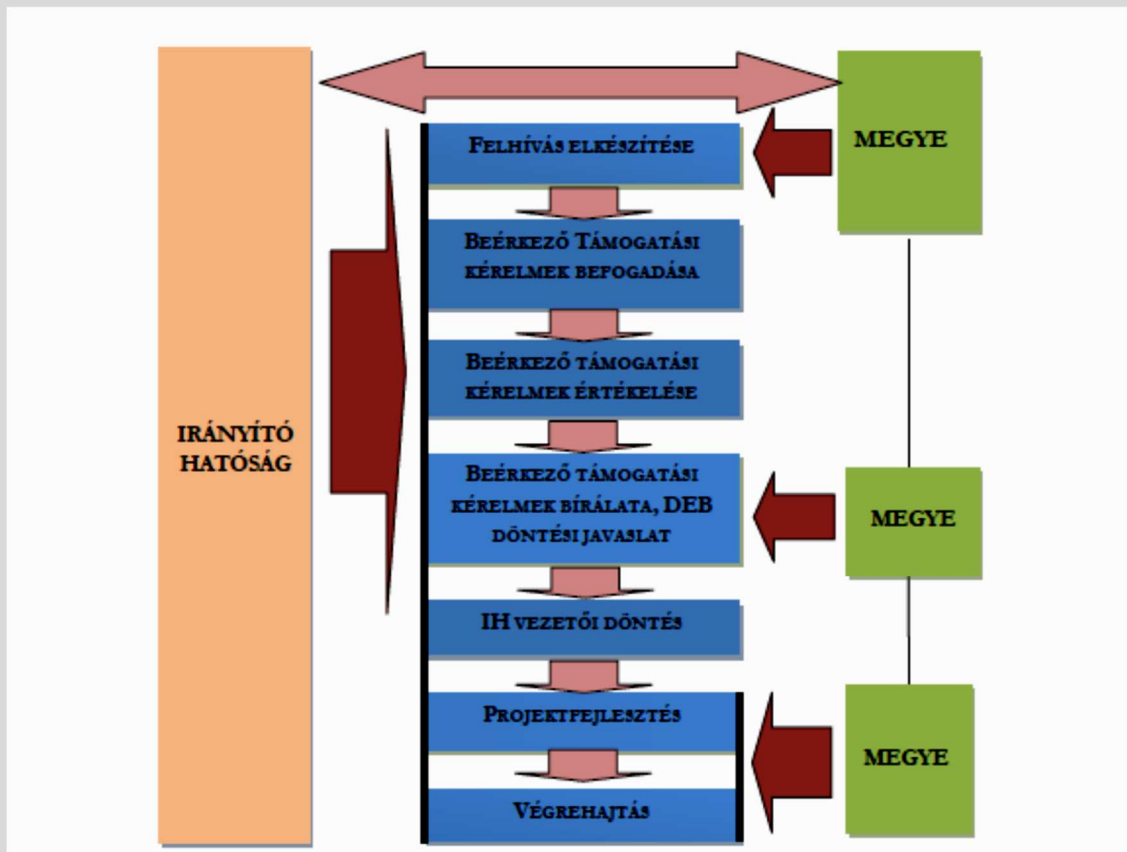 IRÁNYÍTÓ
HATÓSÁG
FELHÍVÁS ELKÉSZÍTÉSE
BEÉRKEZŐ TÁMOGATÁSI
KÉRELMEK BEFOGADÁSA
BEÉRKEZŐ TÁMOGATÁSI
KÉRELMEK ÉRTÉKELÉSE
BEÉRKEZŐ TÁMOGATÁSI
KÉRELMEK BÍRÁLATA, DEB
DÖNTÉSI JAVASLAT
IH VEZETŐI DÖNTÉS
PROJEKTFEJLESZTÉS
VÉGREHAJTÁS
MEGYE
MEGYE
MEGYE